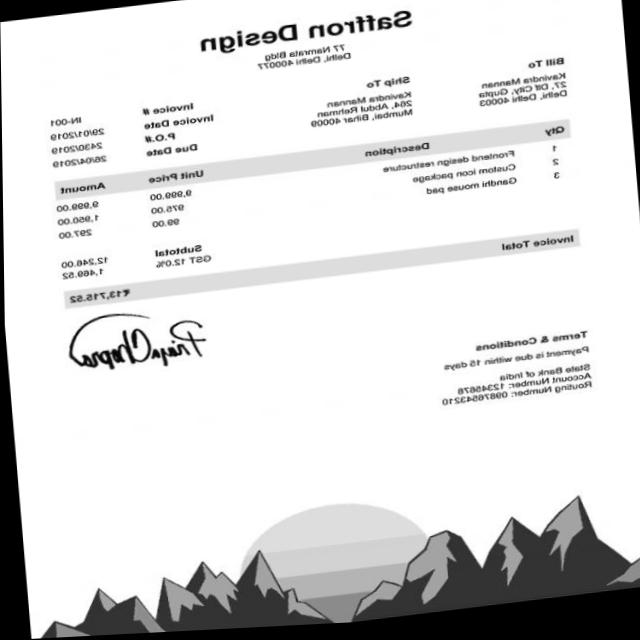 Saffron Design
77 Namrata Bldg
Delhi, Delhi 400077
Bill To
Kavindra Mannan
27, Dlf City, Gupta
Delhi, Delhi 40003
Ship To
Kavindra Mannan
264, Abdul Rehman
Mumbai, Bihar 40009
Invoice # IN-001
Invoice Date 29/01/2019
P.O.# 2430/2019
Due Date 26/04/2019
Qty Description Unit Price Amount
1 Frontend design restructure 9,999.00 9,999.00
2 Custom icon package 975.00 1,950.00
3 Gandhi mouse pad 99.00 297.00
Subtotal 12,246.00
GST 12.0% 1,469.52
Invoice Total ₹13,715.52
Priya Chopra
Terms & Conditions
Payment is due within 15 days
State Bank of India
Account Number: 12345678
Routing Number: 09876543210